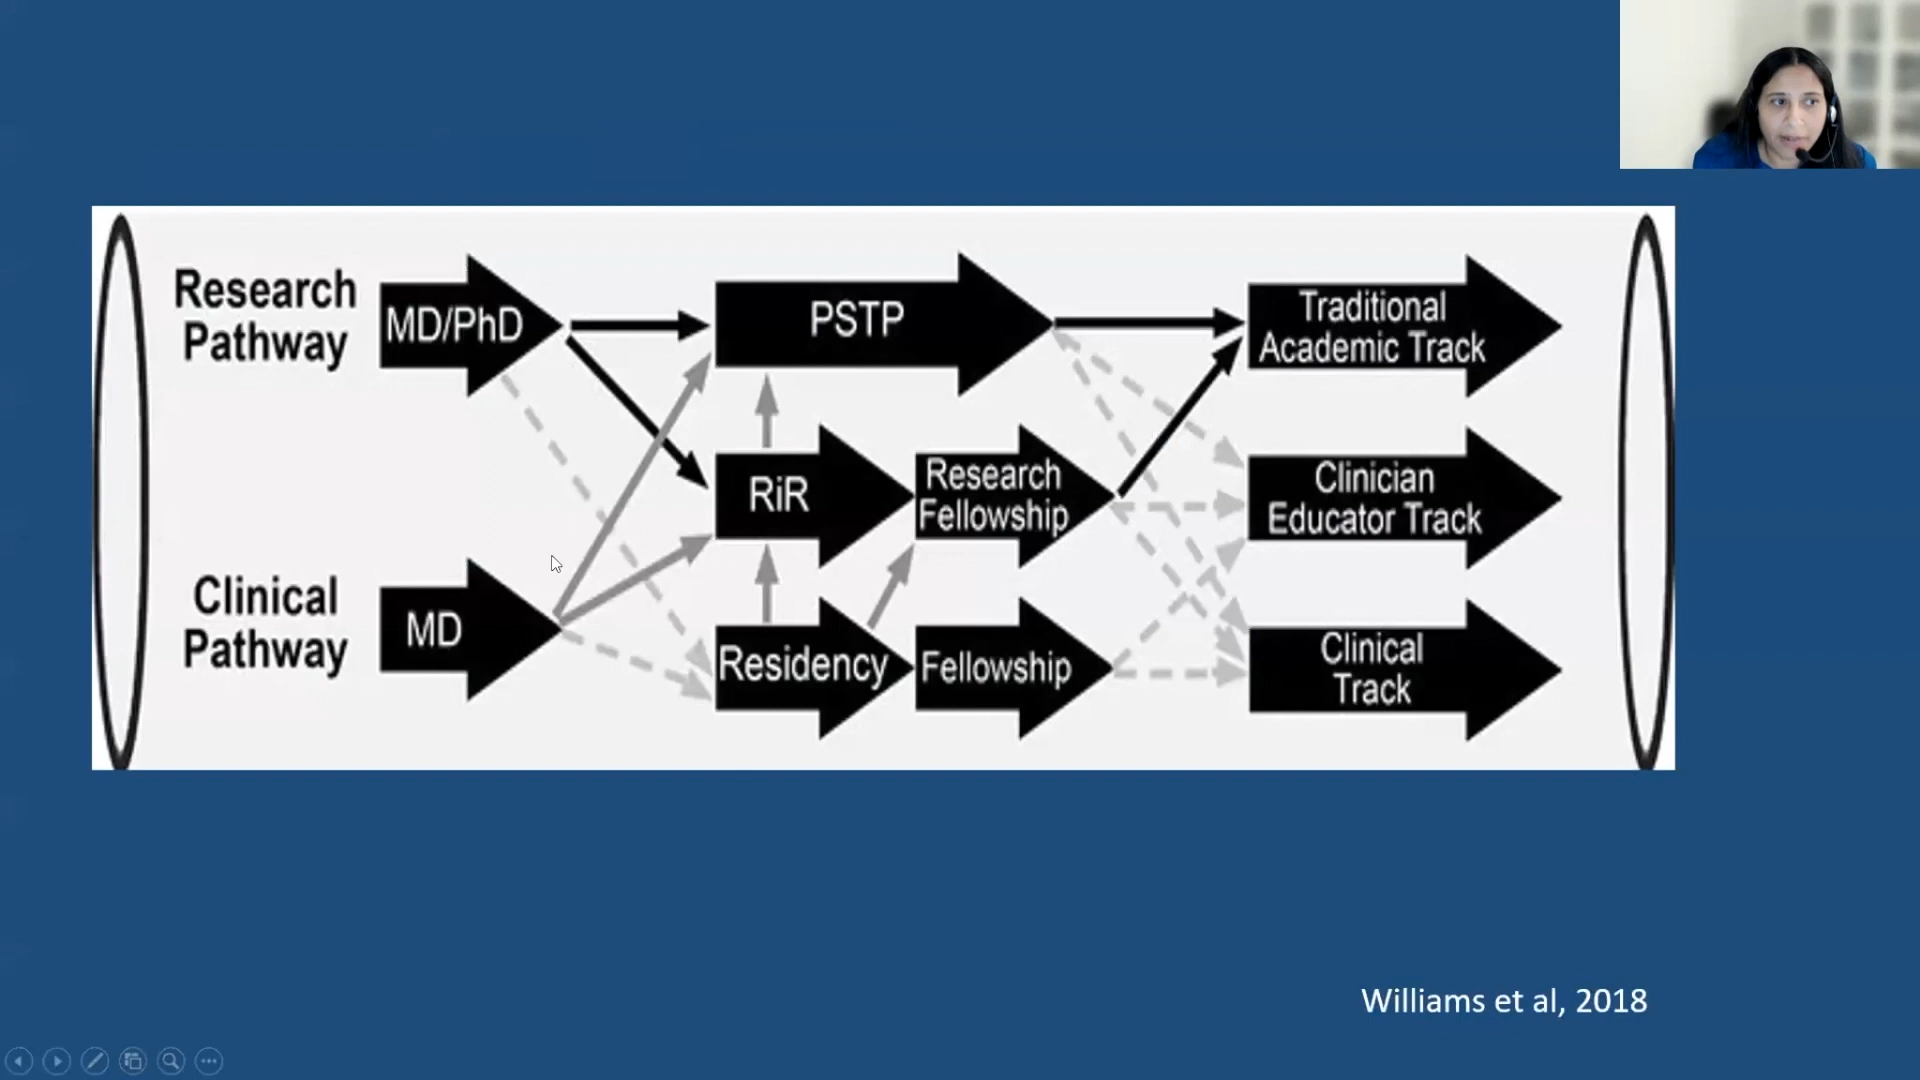 Research
Pathway
MD/PhD
PSTP
Traditional
Academic Track
RiR
Research
Fellowship
Clinician
Educator Track
Clinical
Pathway
MD
Residency
Fellowship
Clinical
Track
Williams et al, 2018